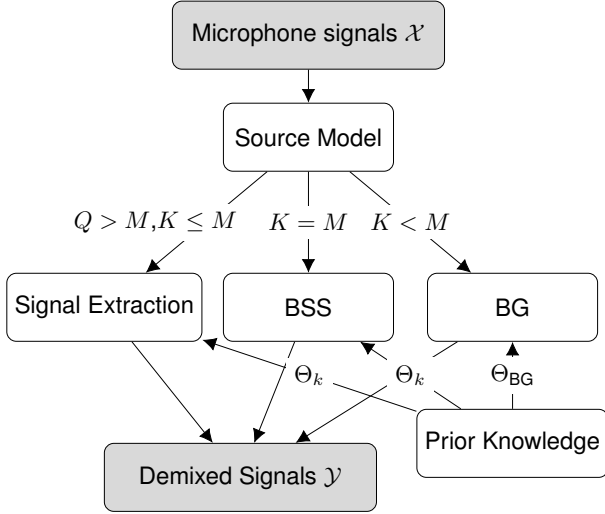 Microphone signals 𝒳
Source Model
Q > M,K ≤ M
K = M
K < M
Signal Extraction
BSS
BG
Θ_k
Θ_k
Θ_BG
Prior Knowledge
Demixed Signals 𝒴